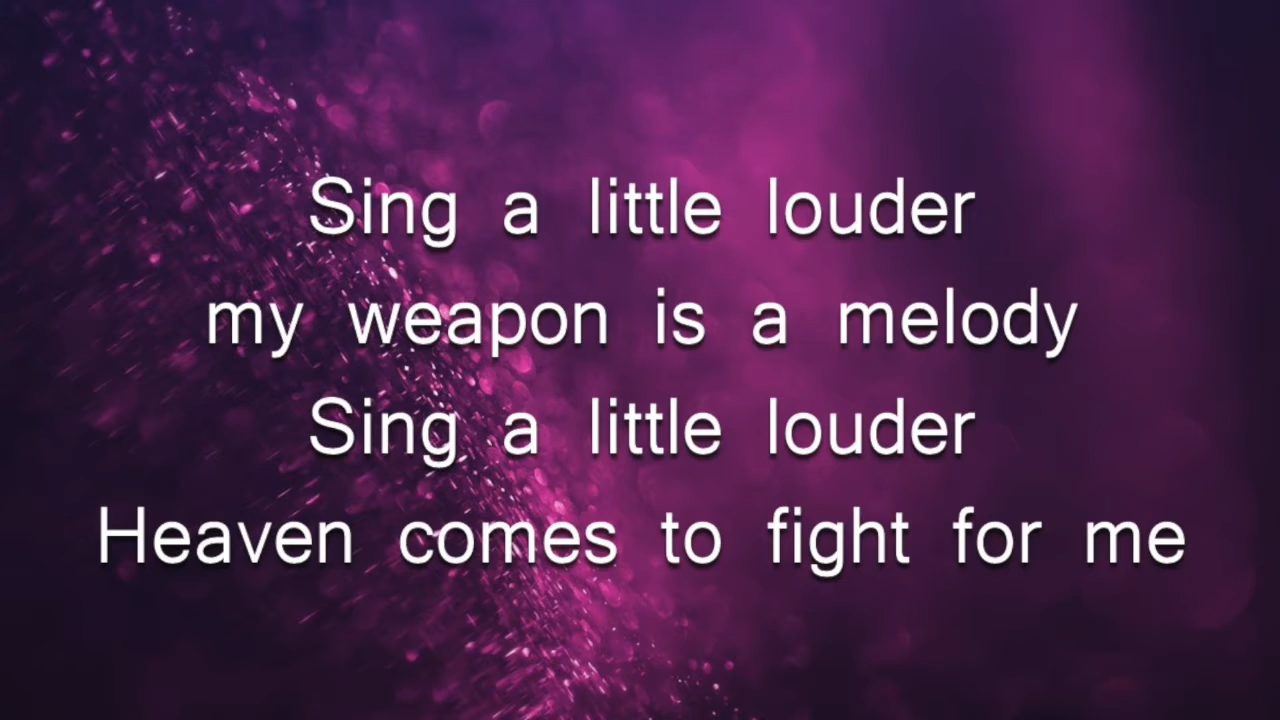 Sing a little louder
my weapon is a melody
Sing a little louder
Heaven comes to fight for me